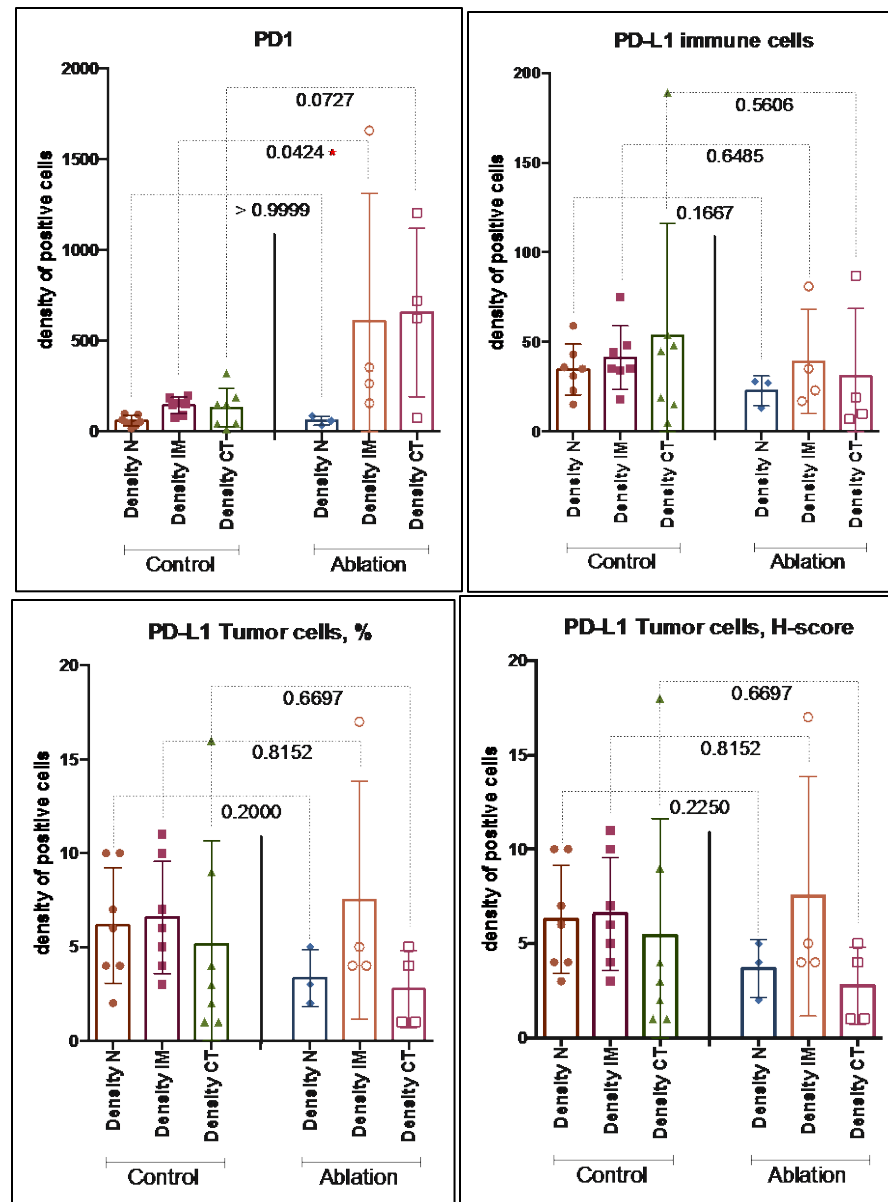 PD1
2000
1500
1000
500
0
density of positive cells
0.0727
0.0424 *
> 0.9999
Density N
Density IM
Density CT
Density N
Density IM
Density CT
Control
Ablation
PD-L1 immune cells
200
150
100
50
0
density of positive cells
0.5606
0.6485
0.1667
Density N
Density IM
Density CT
Density N
Density IM
Density CT
Control
Ablation
PD-L1 Tumor cells, %
20
15
10
5
0
density of positive cells
0.6697
0.8152
0.2000
Density N
Density IM
Density CT
Density N
Density IM
Density CT
Control
Ablation
PD-L1 Tumor cells, H-score
20
15
10
5
0
density of positive cells
0.6697
0.8152
0.2250
Density N
Density IM
Density CT
Density N
Density IM
Density CT
Control
Ablation